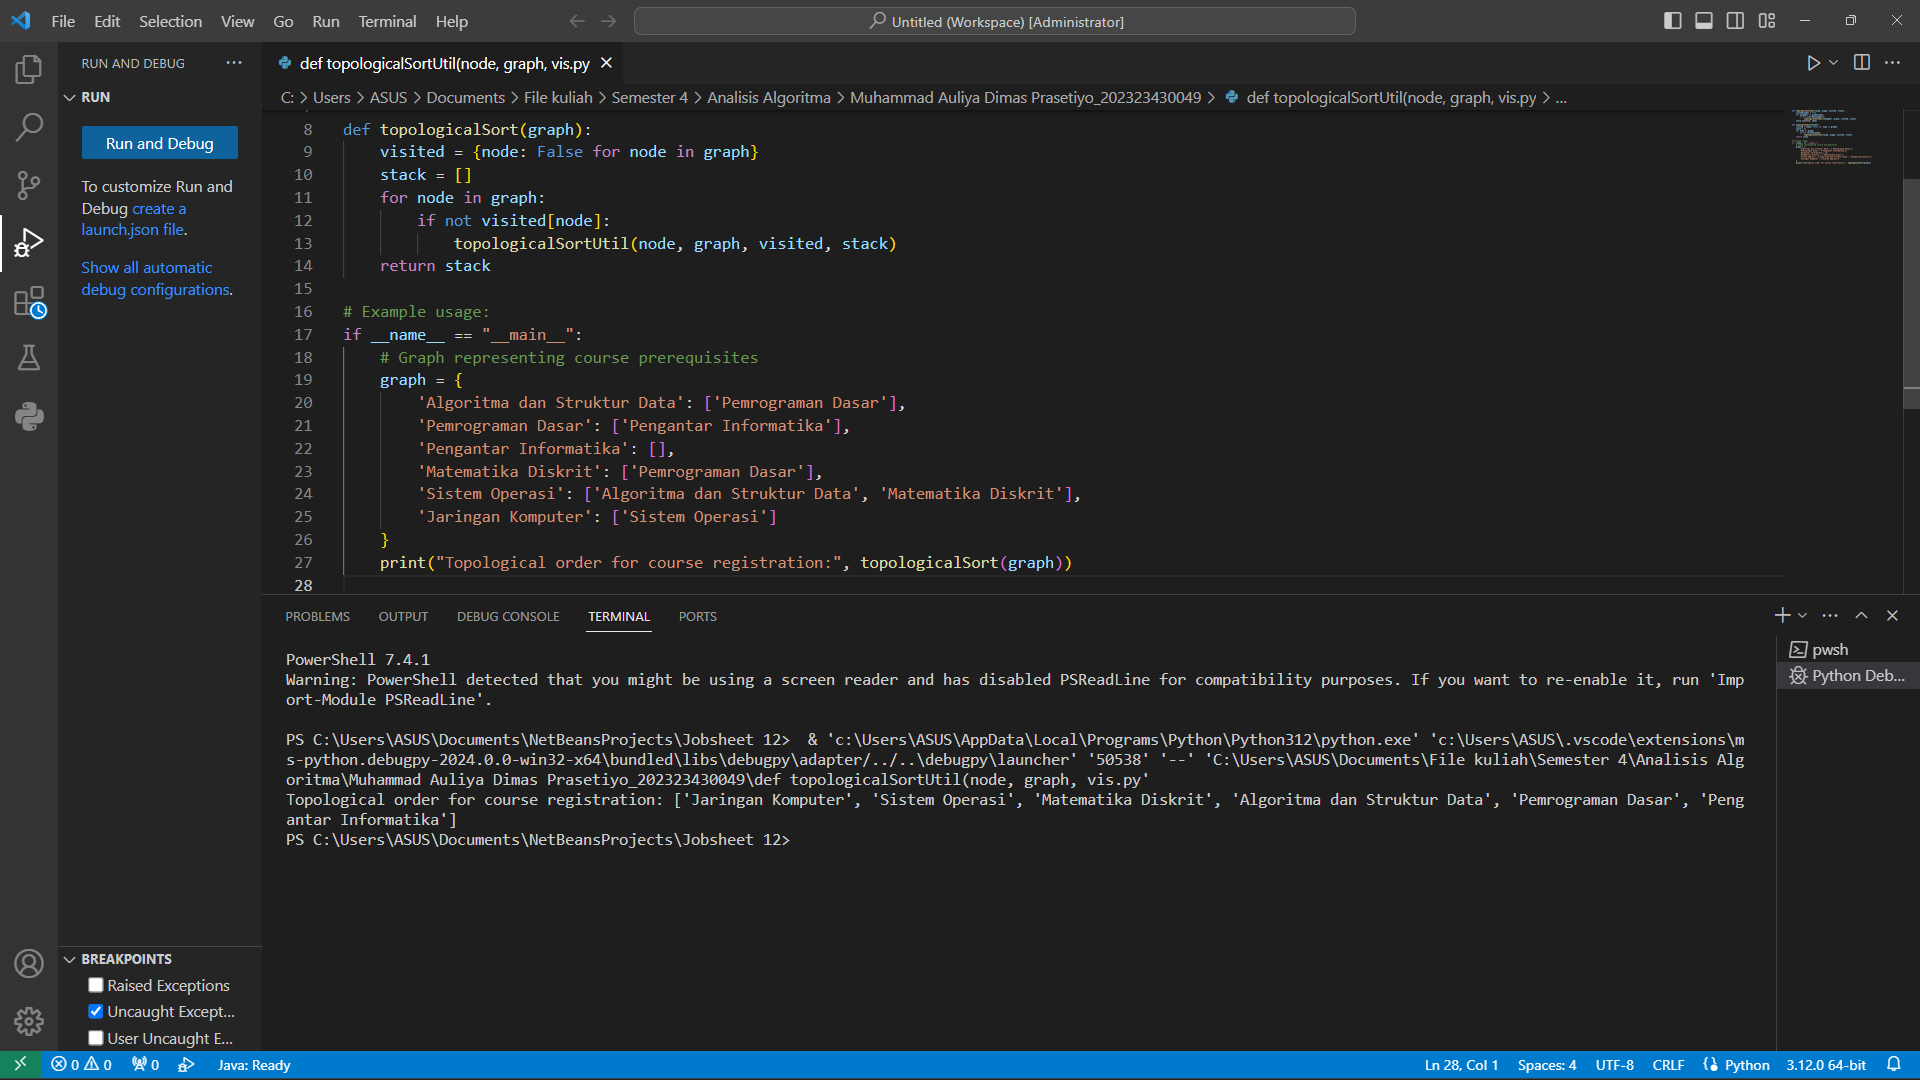 File Edit Selection View Go Run Terminal Help
Untitled (Workspace) [Administrator]
RUN AND DEBUG
def topologicalSortUtil(node, graph, vis.py
RUN
C: > Users > ASUS > Documents > File kuliah > Semester 4 > Analisis Algoritma > Muhammad Auliya Dimas Prasetiyo_202323430049 > def topologicalSortUtil(node, graph, vis.py > ...
Run and Debug
To customize Run and
Debug create a
launch.json file.
Show all automatic
debug configurations.
8 def topologicalSort(graph):
9     visited = {node: False for node in graph}
10     stack = []
11     for node in graph:
12         if not visited[node]:
13             topologicalSortUtil(node, graph, visited, stack)
14     return stack
15
16 # Example usage:
17 if __name__ == "__main__":
18     # Graph representing course prerequisites
19     graph = {
20         'Algoritma dan Struktur Data': ['Pemrograman Dasar'],
21         'Pemrograman Dasar': ['Pengantar Informatika'],
22         'Pengantar Informatika': [],
23         'Matematika Diskrit': ['Pemrograman Dasar'],
24         'Sistem Operasi': ['Algoritma dan Struktur Data', 'Matematika Diskrit'],
25         'Jaringan Komputer': ['Sistem Operasi']
26     }
27     print("Topological order for course registration:", topologicalSort(graph))
28
PROBLEMS OUTPUT DEBUG CONSOLE TERMINAL PORTS
pwsh
Python Deb...
PowerShell 7.4.1
Warning: PowerShell detected that you might be using a screen reader and has disabled PSReadLine for compatibility purposes. If you want to re-enable it, run 'Imp
ort-Module PSReadLine'.
PS C:\Users\ASUS\Documents\NetBeansProjects\Jobsheet 12>  & 'c:\Users\ASUS\AppData\Local\Programs\Python\Python312\python.exe' 'c:\Users\ASUS\.vscode\extensions\m
s-python.debugpy-2024.0.0-win32-x64\bundled\libs\debugpy\adapter/../..\debugpy\launcher' '50538' '--' 'C:\Users\ASUS\Documents\File kuliah\Semester 4\Analisis Alg
oritma\Muhammad Auliya Dimas Prasetiyo_202323430049\def topologicalSortUtil(node, graph, vis.py'
Topological order for course registration: ['Jaringan Komputer', 'Sistem Operasi', 'Matematika Diskrit', 'Algoritma dan Struktur Data', 'Pemrograman Dasar', 'Peng
antar Informatika']
PS C:\Users\ASUS\Documents\NetBeansProjects\Jobsheet 12>
BREAKPOINTS
Raised Exceptions
Uncaught Except...
User Uncaught E...
0 0 0 Java: Ready
Ln 28, Col 1 Spaces: 4 UTF-8 CRLF Python 3.12.0 64-bit